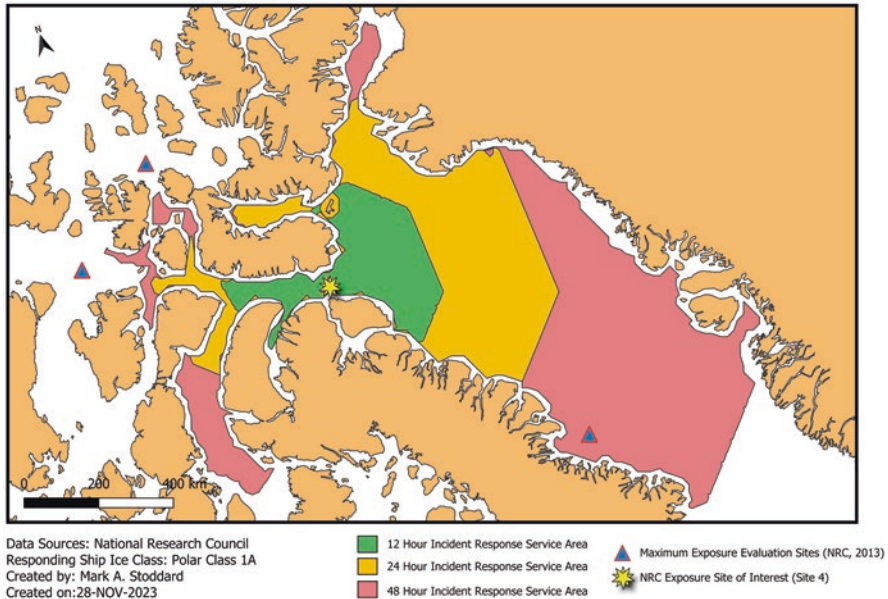 N
0 200 400 km
Data Sources: National Research Council
Responding Ship Ice Class: Polar Class 1A
Created by: Mark A. Stoddard
Created on:28-NOV-2023
12 Hour Incident Response Service Area
24 Hour Incident Response Service Area
48 Hour Incident Response Service Area
Maximum Exposure Evaluation Sites (NRC, 2013)
NRC Exposure Site of Interest (Site 4)